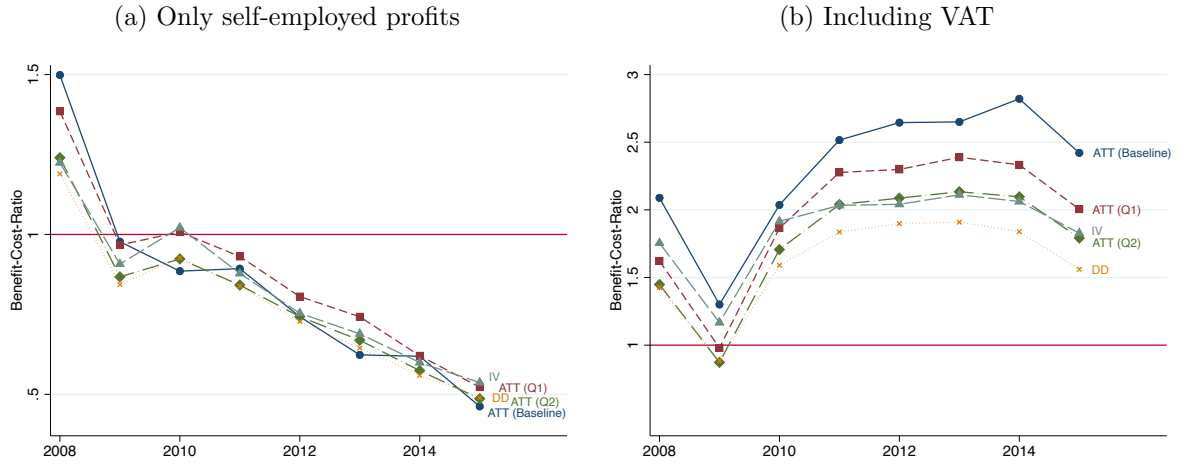 (a) Only self-employed profits
1.5
1
.5
Benefit-Cost-Ratio
2008
2010
2012
2014
IV
ATT (Q1)
DD
ATT (Q2)
ATT (Baseline)
(b) Including VAT
3
2.5
2
1.5
1
Benefit-Cost-Ratio
2008
2010
2012
2014
ATT (Baseline)
ATT (Q1)
IV
ATT (Q2)
DD